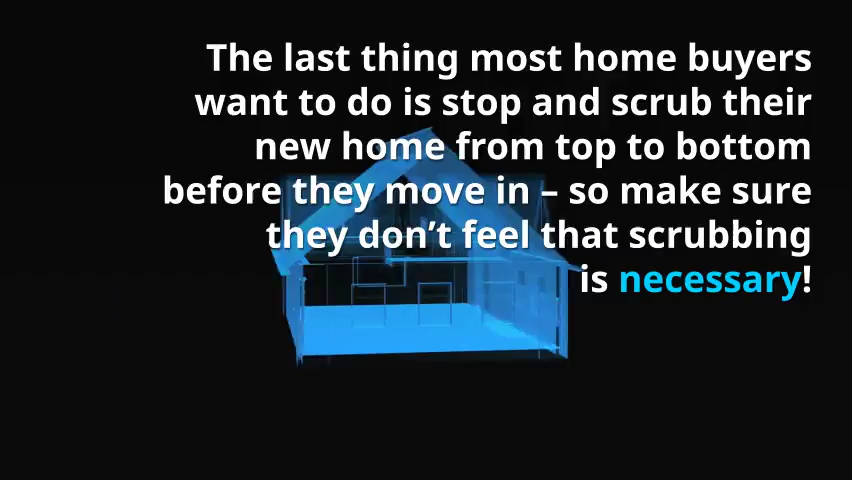 The last thing most home buyers
want to do is stop and scrub their
new home from top to bottom
before they move in – so make sure
they don’t feel that scrubbing
is necessary!